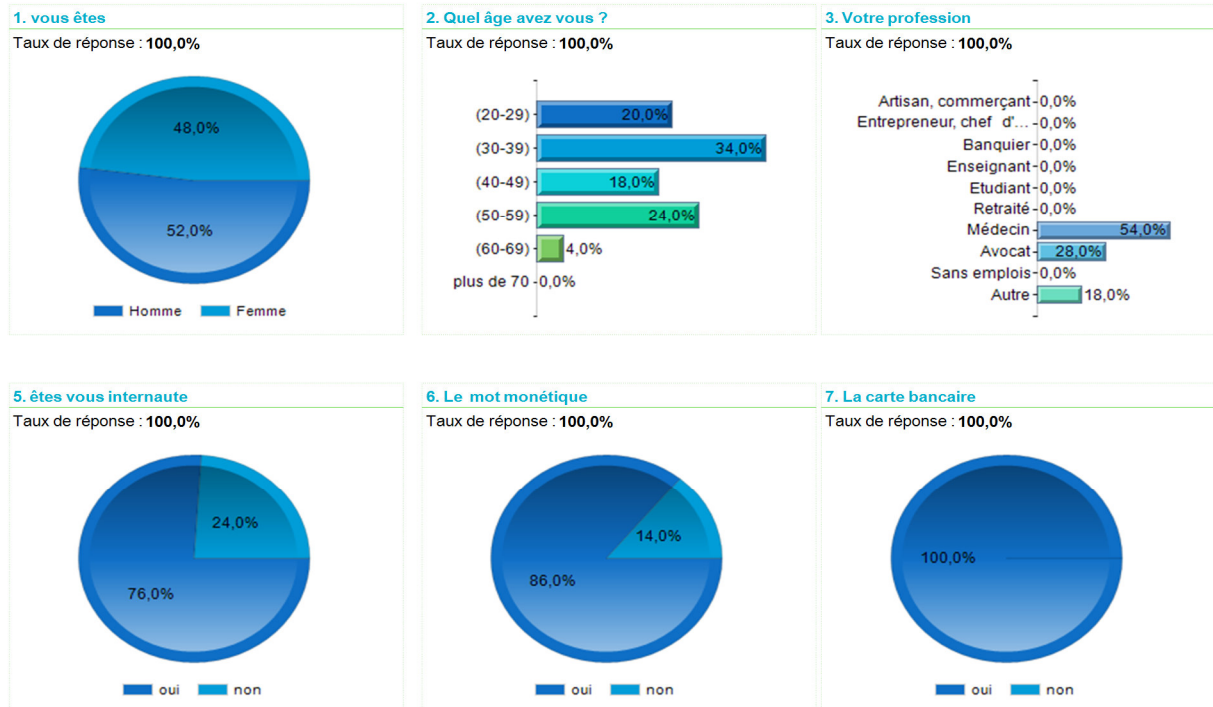 1. vous êtes
Taux de réponse : 100,0%
48,0%
52,0%
Homme Femme
2. Quel âge avez vous ?
Taux de réponse : 100,0%
(20-29) 20,0%
(30-39) 34,0%
(40-49) 18,0%
(50-59) 24,0%
(60-69) 4,0%
plus de 70 0,0%
3. Votre profession
Taux de réponse : 100,0%
Artisan, commerçant 0,0%
Entrepreneur, chef d'... 0,0%
Banquier 0,0%
Enseignant 0,0%
Etudiant 0,0%
Retraité 0,0%
Médecin 54,0%
Avocat 28,0%
Sans emplois 0,0%
Autre 18,0%
5. êtes vous internaute
Taux de réponse : 100,0%
24,0%
76,0%
oui non
6. Le mot monétique
Taux de réponse : 100,0%
14,0%
86,0%
oui non
7. La carte bancaire
Taux de réponse : 100,0%
100,0%
oui non